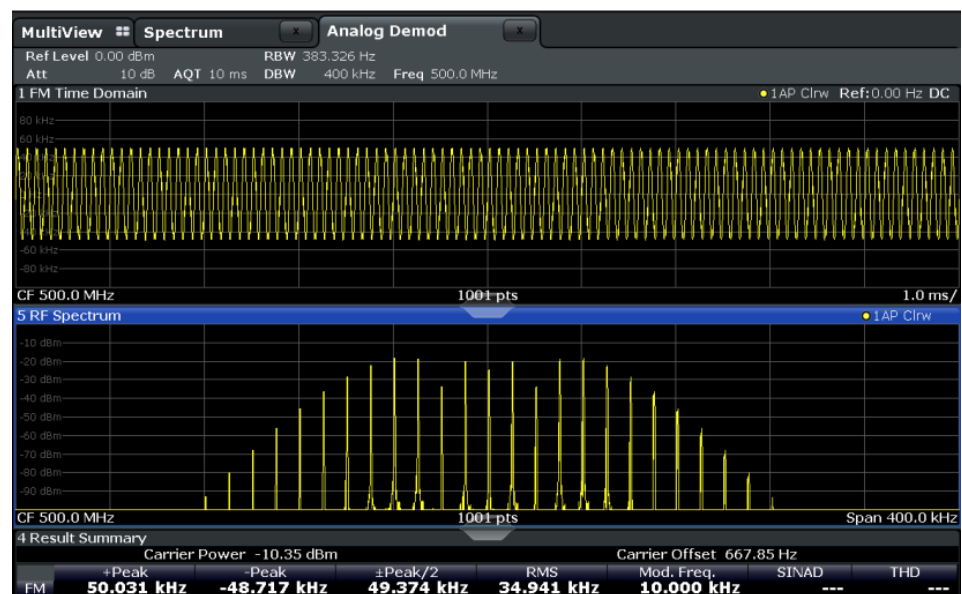 MultiView Spectrum x Analog Demod x
Ref Level 0.00 dBm RBW 383.326 Hz
Att 10 dB AQT 10 ms DBW 400 kHz Freq 500.0 MHz
1 FM Time Domain 1AP Clrw Ref:0.00 Hz DC
80 kHz
60 kHz
-60 kHz
-80 kHz
CF 500.0 MHz 1001 pts 1.0 ms/
5 RF Spectrum 1AP Clrw
-10 dBm
-20 dBm
-30 dBm
-40 dBm
-50 dBm
-60 dBm
-70 dBm
-80 dBm
-90 dBm
CF 500.0 MHz 1001 pts Span 400.0 kHz
4 Result Summary
Carrier Power -10.35 dBm Carrier Offset 667.85 Hz
+Peak -Peak ±Peak/2 RMS Mod. Freq. SINAD THD
FM 50.031 kHz -48.717 kHz 49.374 kHz 34.941 kHz 10.000 kHz --- ---